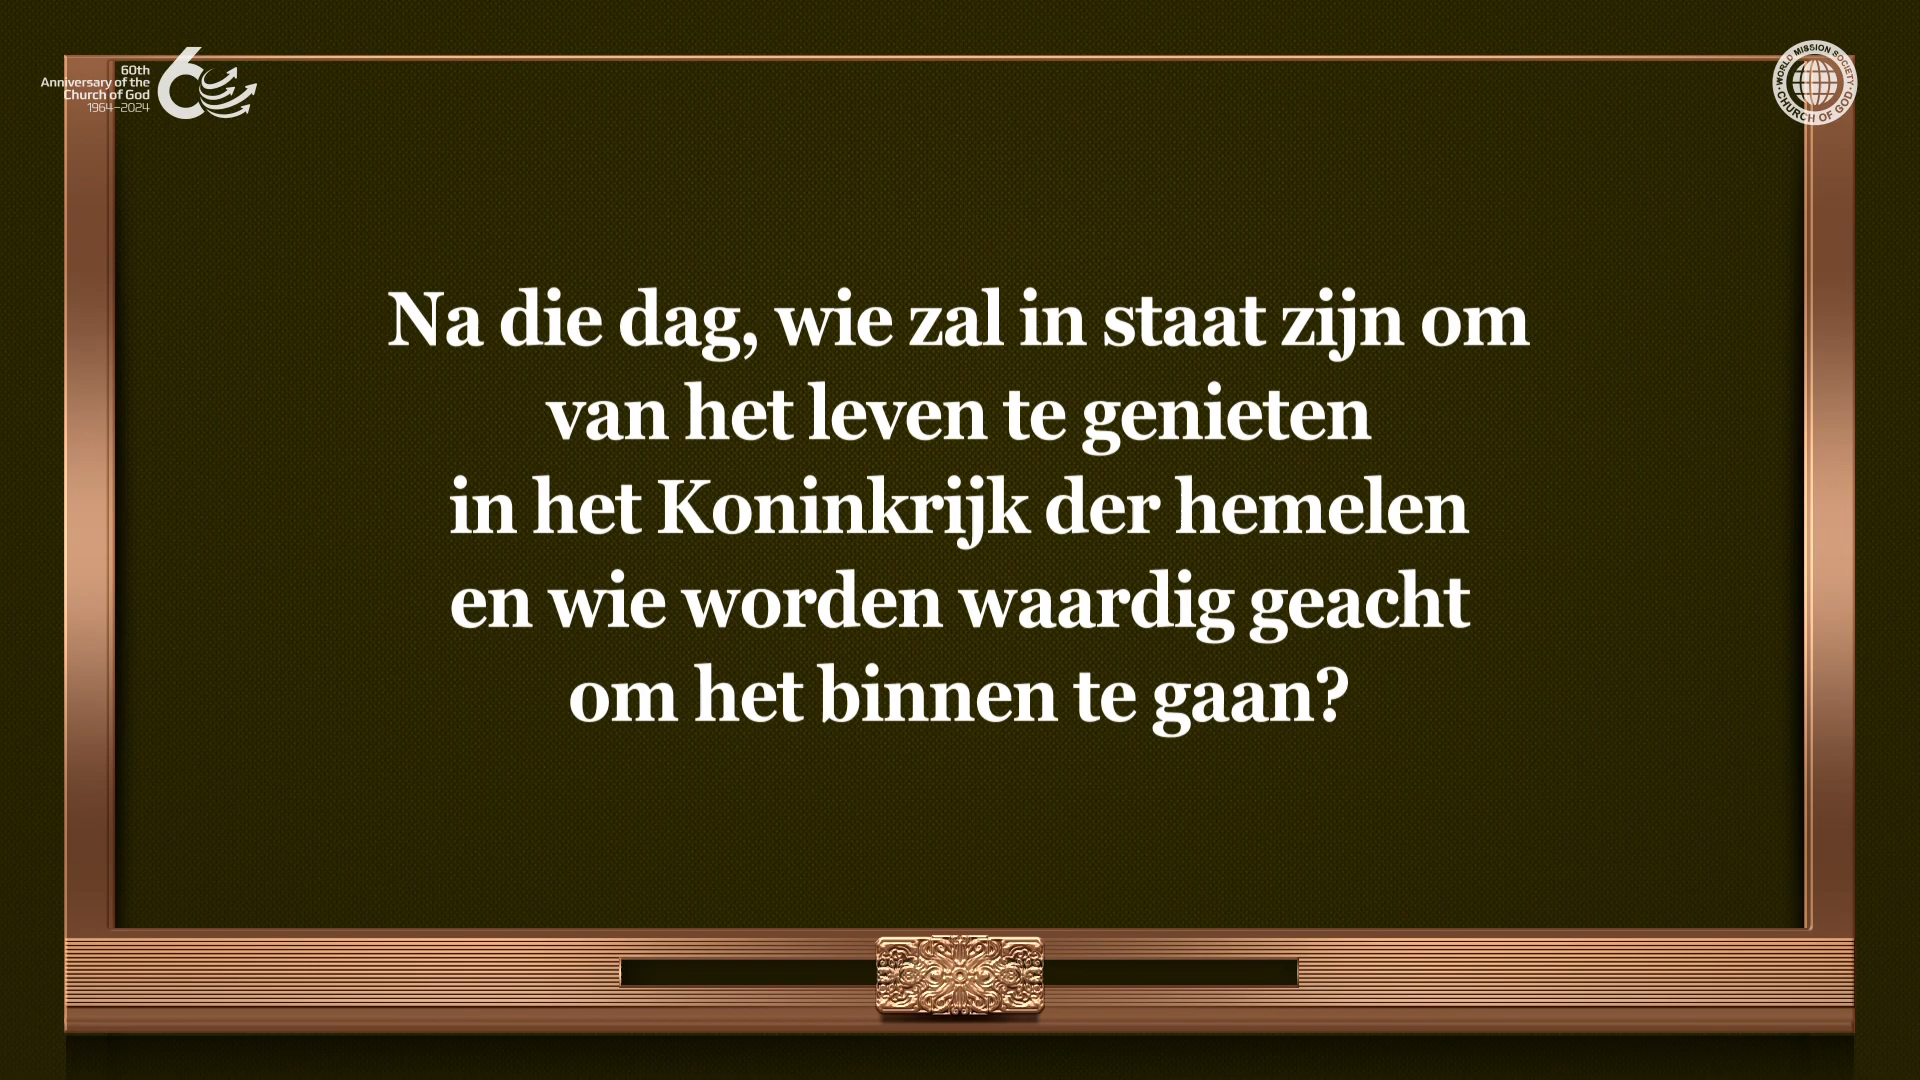 60th
Anniversary of the
Church of God
1964–2024
WORLD MISSION SOCIETY
CHURCH OF GOD
Na die dag, wie zal in staat zijn om
van het leven te genieten
in het Koninkrijk der hemelen
en wie worden waardig geacht
om het binnen te gaan?